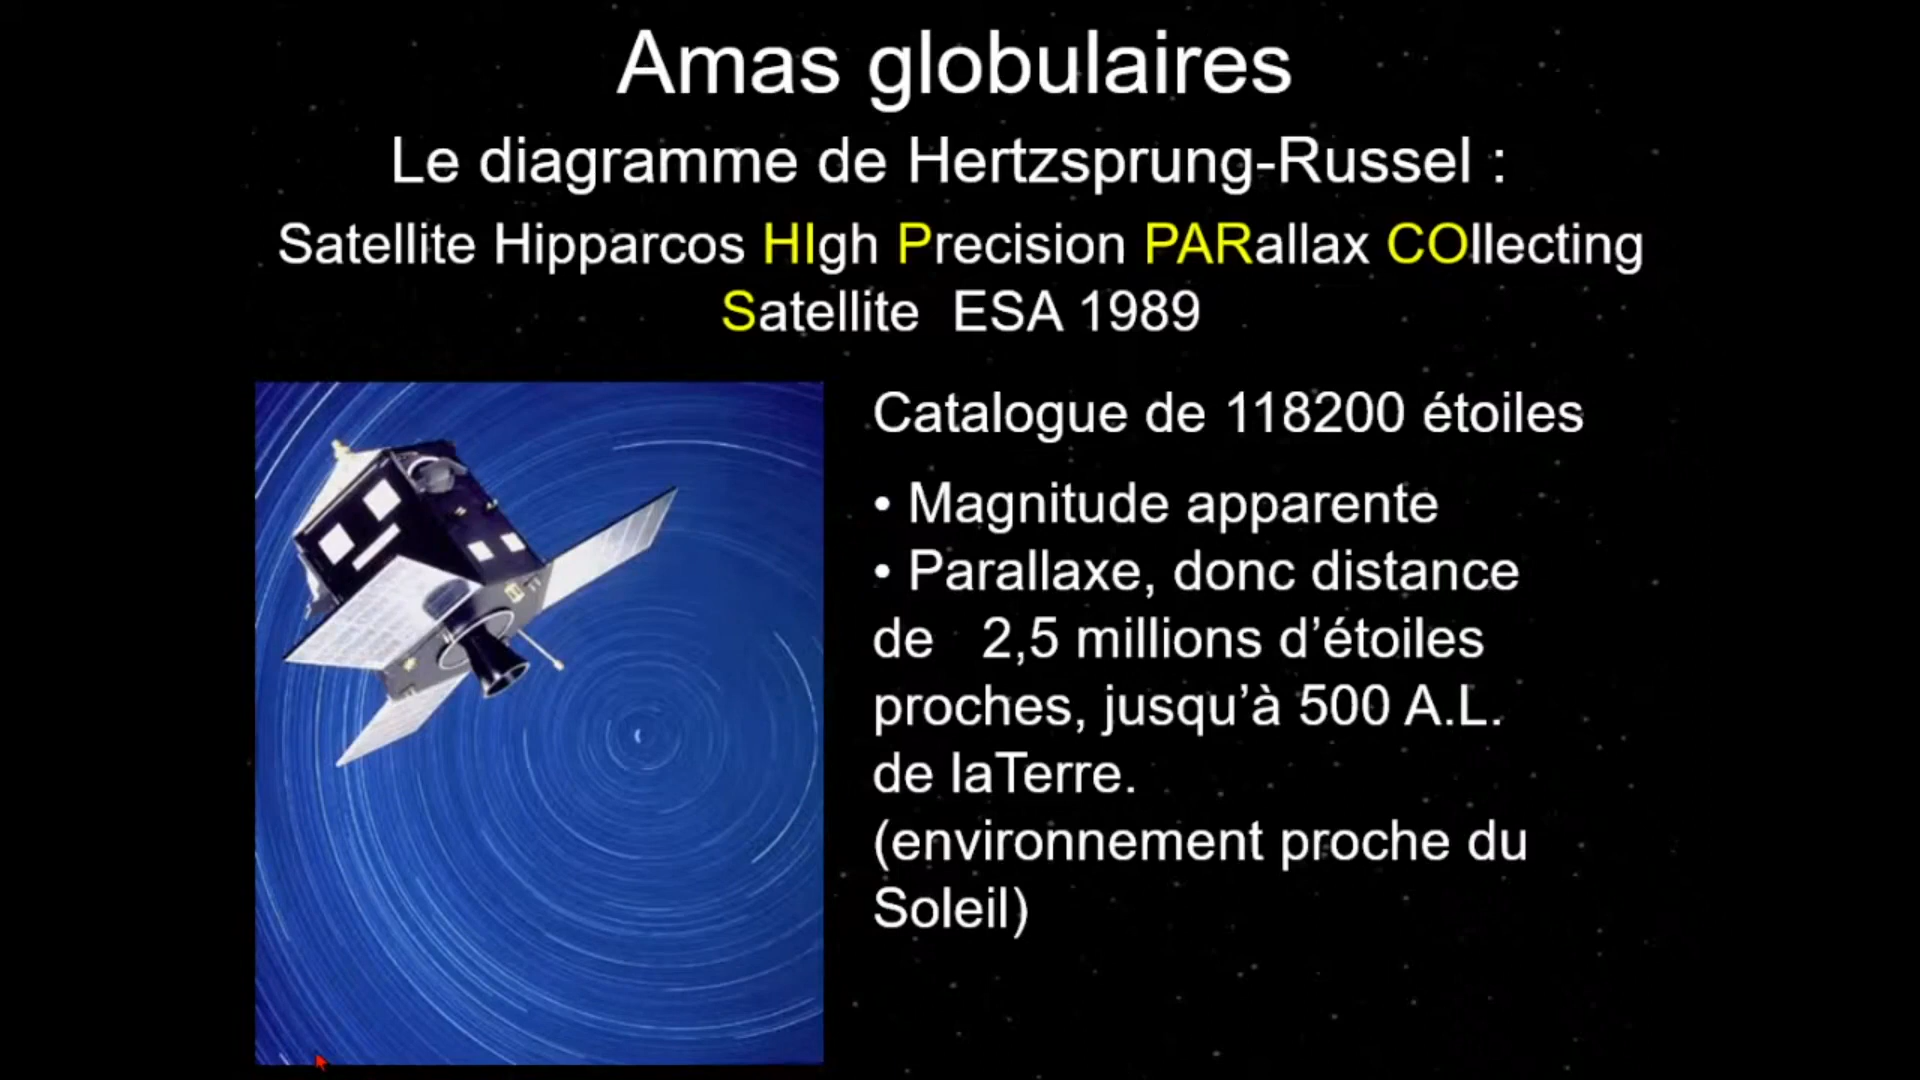 Amas globulaires
Le diagramme de Hertzsprung-Russel :
Satellite Hipparcos HIgh Precision PARallax COllecting
Satellite ESA 1989
Catalogue de 118200 étoiles
• Magnitude apparente
• Parallaxe, donc distance
de 2,5 millions d’étoiles
proches, jusqu’à 500 A.L.
de laTerre.
(environnement proche du
Soleil)